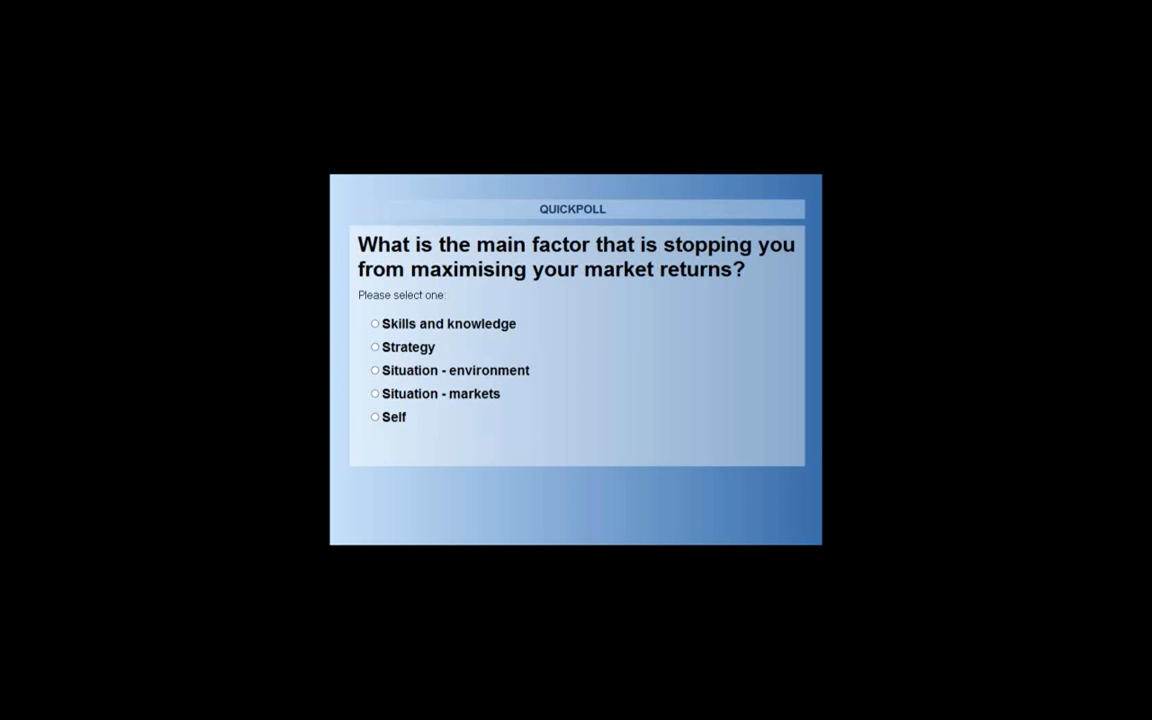 QUICKPOLL
What is the main factor that is stopping you
from maximising your market returns?
Please select one:
Skills and knowledge
Strategy
Situation - environment
Situation - markets
Self